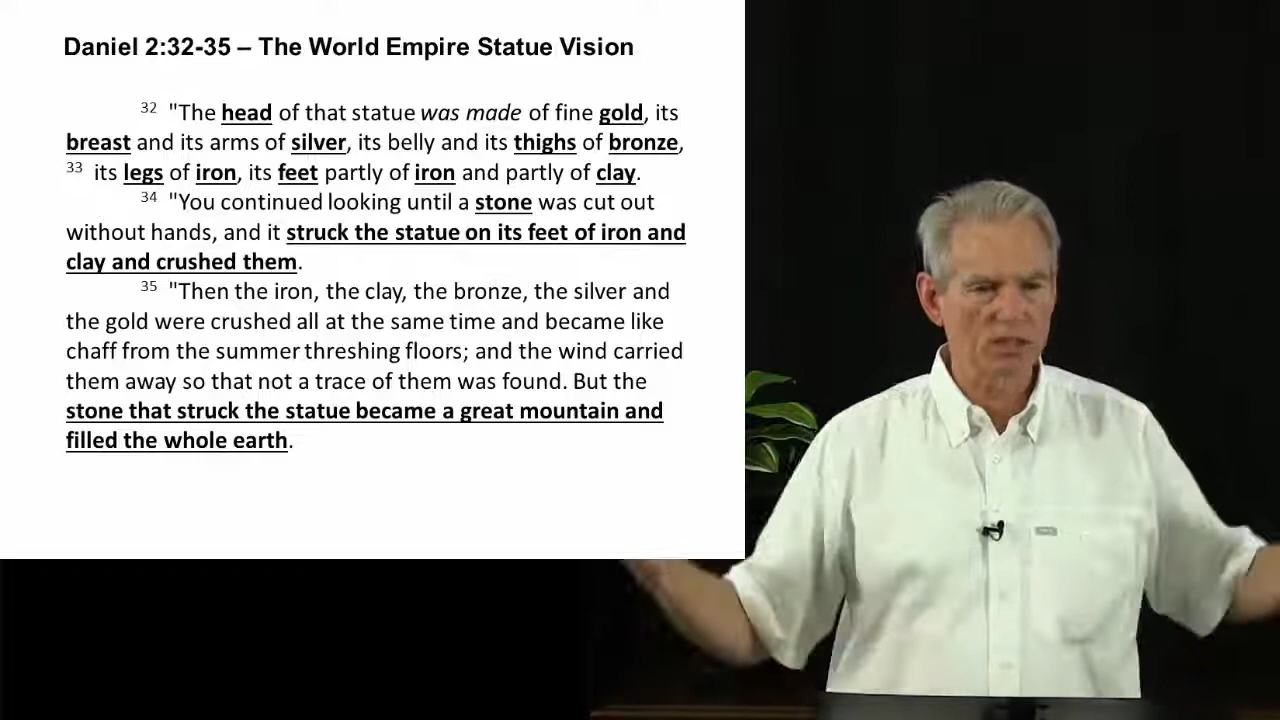 Daniel 2:32-35 – The World Empire Statue Vision
32 "The head of that statue was made of fine gold, its
breast and its arms of silver, its belly and its thighs of bronze,
33 its legs of iron, its feet partly of iron and partly of clay.
34 "You continued looking until a stone was cut out
without hands, and it struck the statue on its feet of iron and
clay and crushed them.
35 "Then the iron, the clay, the bronze, the silver and
the gold were crushed all at the same time and became like
chaff from the summer threshing floors; and the wind carried
them away so that not a trace of them was found. But the
stone that struck the statue became a great mountain and
filled the whole earth.